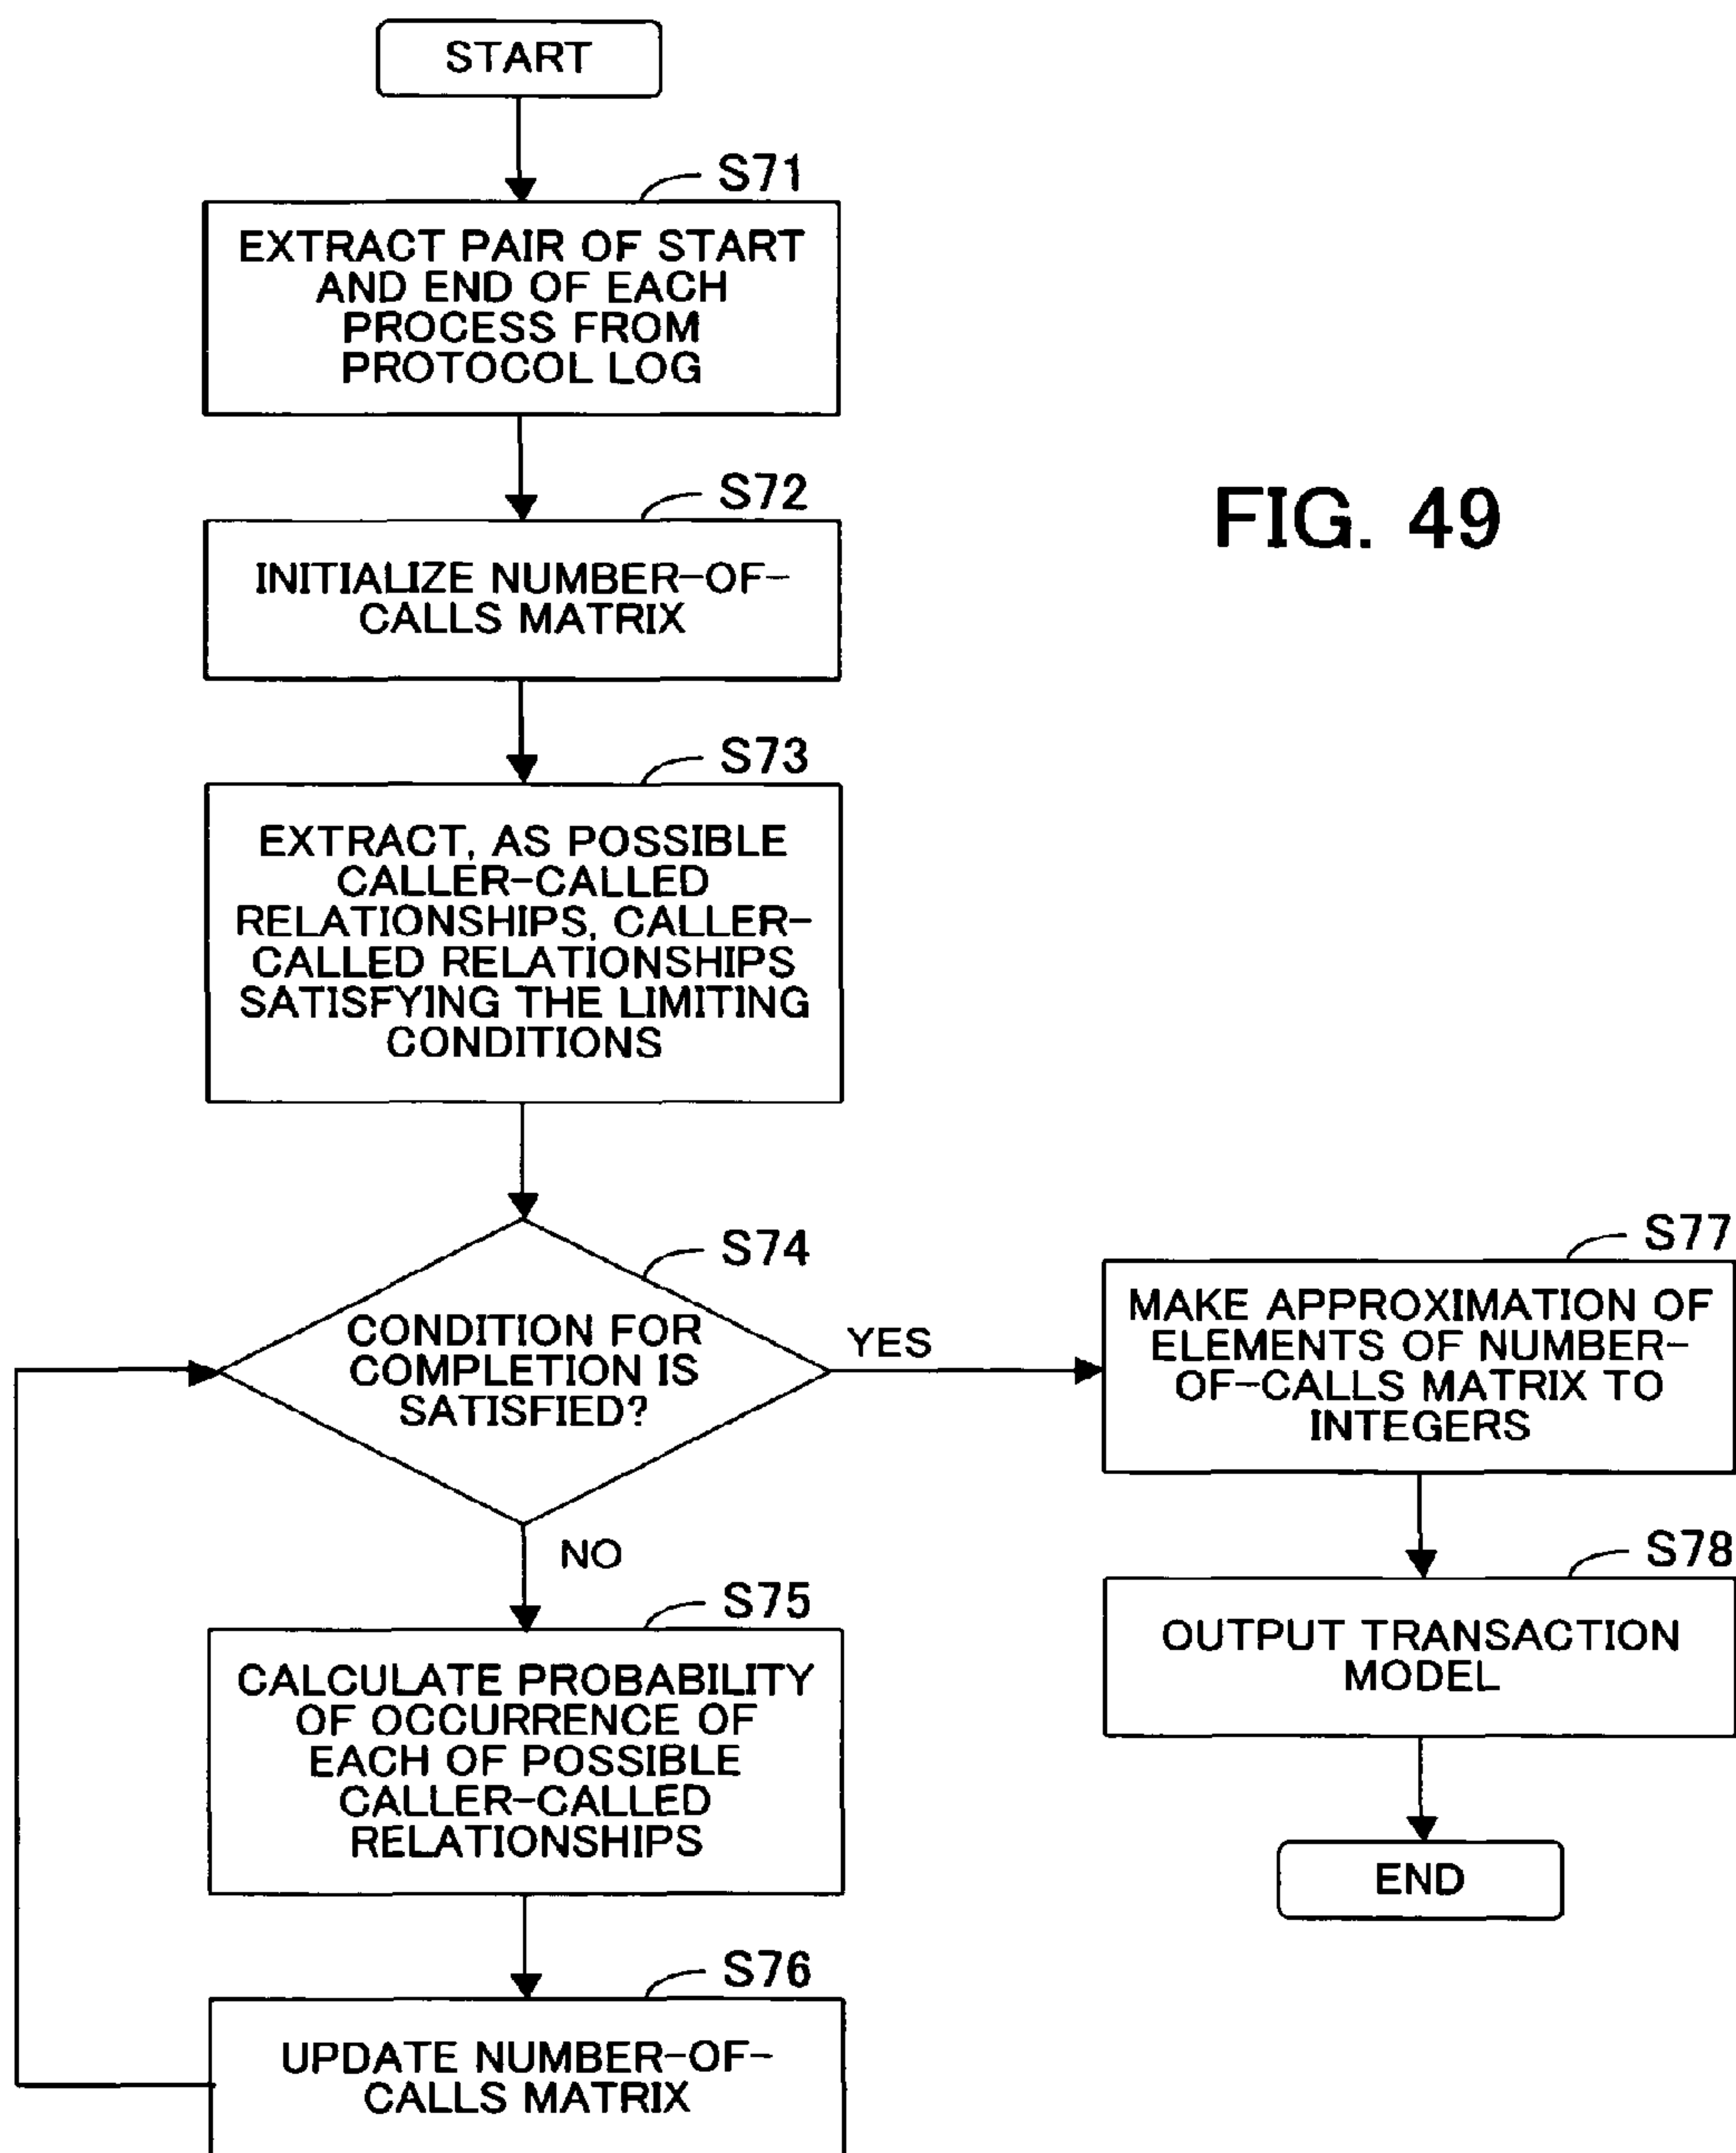 START
S71
EXTRACT PAIR OF START
AND END OF EACH
PROCESS FROM
PROTOCOL LOG
S72
INITIALIZE NUMBER-OF-
CALLS MATRIX
FIG. 49
S73
EXTRACT, AS POSSIBLE
CALLER-CALLED
RELATIONSHIPS, CALLER-
CALLED RELATIONSHIPS
SATISFYING THE LIMITING
CONDITIONS
S74
CONDITION FOR
COMPLETION IS
SATISFIED?
YES
NO
S75
CALCULATE PROBABILITY
OF OCCURRENCE OF
EACH OF POSSIBLE
CALLER-CALLED
RELATIONSHIPS
S76
UPDATE NUMBER-OF-
CALLS MATRIX
S77
MAKE APPROXIMATION OF
ELEMENTS OF NUMBER-
OF-CALLS MATRIX TO
INTEGERS
S78
OUTPUT TRANSACTION
MODEL
END